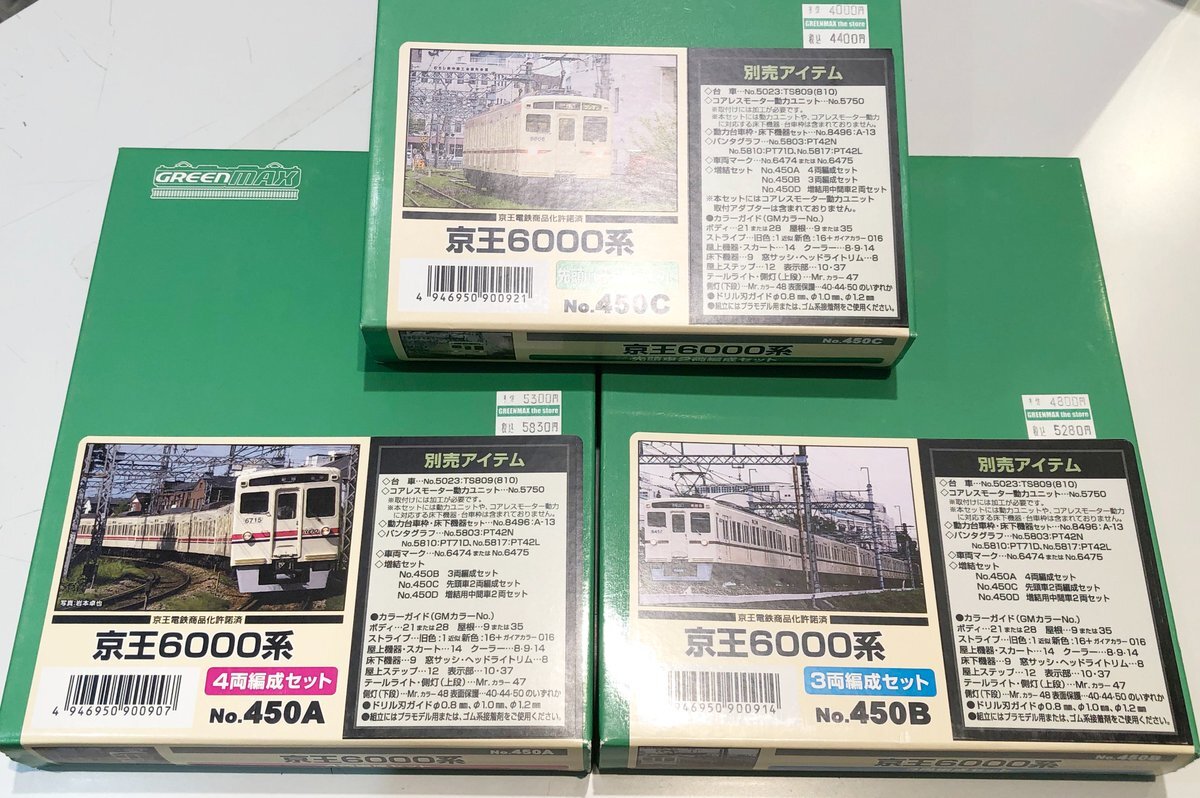 本体 4000円
GREENMAX the store
税込 4400円
別売アイテム
◇台 車…No.5023:TS809(810)
◇コアレスモーター動力ユニット…No.5750
※取付けには加工が必要です。
※本セットには動力ユニットや、コアレスモーター動力
に対応する床下機器・台車枠は含まれておりません。
◇動力台車枠・床下機器セット…No.8496:A-13
◇パンタグラフ…No.5803:PT42N
No.5810:PT71D、No.5817:PT42L
◇車両マーク…No.6474 または No.6475
◇増結セット No.450A 4両編成セット
No.450B 3両編成セット
No.450D 増結用中間車2両セット
※本セットにはコアレスモーター動力ユニット
取付アダプターは含まれておりません。
●カラーガイド(GMカラーNo.)
ボディ…21 または 28 屋根…9 または 35
ストライプ…旧色:1 近似 新色:16+ガイアカラー 016
屋上機器・スカート…14 クーラー…8・9・14
床下機器…9 窓サッシ・ヘッドライトリム…8
屋上ステップ…12 表示部…10・37
テールライト・側灯(上段)…Mr.カラー 47
側灯(下段)…Mr.カラー 48 表面保護…40・44・50 のいずれか
●ドリル刃ガイド φ0.8㎜、φ1.0㎜、φ1.2㎜
●組立にはプラモデル用または、ゴム系接着剤をご使用ください。
京王電鉄商品化許諾済
京王6000系
4 946950 900921
No.450C
京王6000系
先頭車2両編成セット
No.450C
GREENMAX
本体 5300円
GREENMAX the store
税込 5830円
6715
写真:岩本卓也
京王電鉄商品化許諾済
京王6000系
4両編成セット
4 946950 900907
No.450A
別売アイテム
◇台 車…No.5023:TS809(810)
◇コアレスモーター動力ユニット…No.5750
※取付けには加工が必要です。
※本セットには動力ユニットや、コアレスモーター動力
に対応する床下機器・台車枠は含まれておりません。
◇動力台車枠・床下機器セット…No.8496:A-13
◇パンタグラフ…No.5803:PT42N
No.5810:PT71D、No.5817:PT42L
◇車両マーク…No.6474 または No.6475
◇増結セット
No.450B 3両編成セット
No.450C 先頭車2両編成セット
No.450D 増結用中間車2両セット
●カラーガイド(GMカラーNo.)
ボディ…21 または 28 屋根…9 または 35
ストライプ…旧色:1 近似 新色:16+ガイアカラー 016
屋上機器・スカート…14 クーラー…8・9・14
床下機器…9 窓サッシ・ヘッドライトリム…8
屋上ステップ…12 表示部…10・37
テールライト・側灯(上段)…Mr.カラー 47
側灯(下段)…Mr.カラー 48 表面保護…40・44・50 のいずれか
●ドリル刃ガイド φ0.8㎜、φ1.0㎜、φ1.2㎜
●組立にはプラモデル用または、ゴム系接着剤をご使用ください。
京王6000系
No.450A
本体 4800円
GREENMAX the store
税込 5280円
京王電鉄商品化許諾済
京王6000系
3両編成セット
946950 900914
No.450B
別売アイテム
◇台 車…No.5023:TS809(810)
◇コアレスモーター動力ユニット…No.5750
※取付けには加工が必要です。
※本セットには動力ユニットや、コアレスモーター動力
に対応する床下機器・台車枠は含まれておりません。
◇動力台車枠・床下機器セット…No.8496:A-13
◇パンタグラフ…No.5803:PT42N
No.5810:PT71D、No.5817:PT42L
◇車両マーク…No.6474 または No.6475
◇増結セット
No.450A 4両編成セット
No.450C 先頭車2両編成セット
No.450D 増結用中間車2両セット
●カラーガイド(GMカラーNo.)
ボディ…21 または 28 屋根…9 または 35
ストライプ…旧色:1 近似 新色:16+ガイアカラー 016
屋上機器・スカート…14 クーラー…8・9・14
床下機器…9 窓サッシ・ヘッドライトリム…8
屋上ステップ…12 表示部…10・37
テールライト・側灯(上段)…Mr.カラー 47
側灯(下段)…Mr.カラー 48 表面保護…40・44・50 のいずれか
●ドリル刃ガイド φ0.8㎜、φ1.0㎜、φ1.2㎜
●組立にはプラモデル用または、ゴム系接着剤をご使用ください。
京王6000系
No.450B